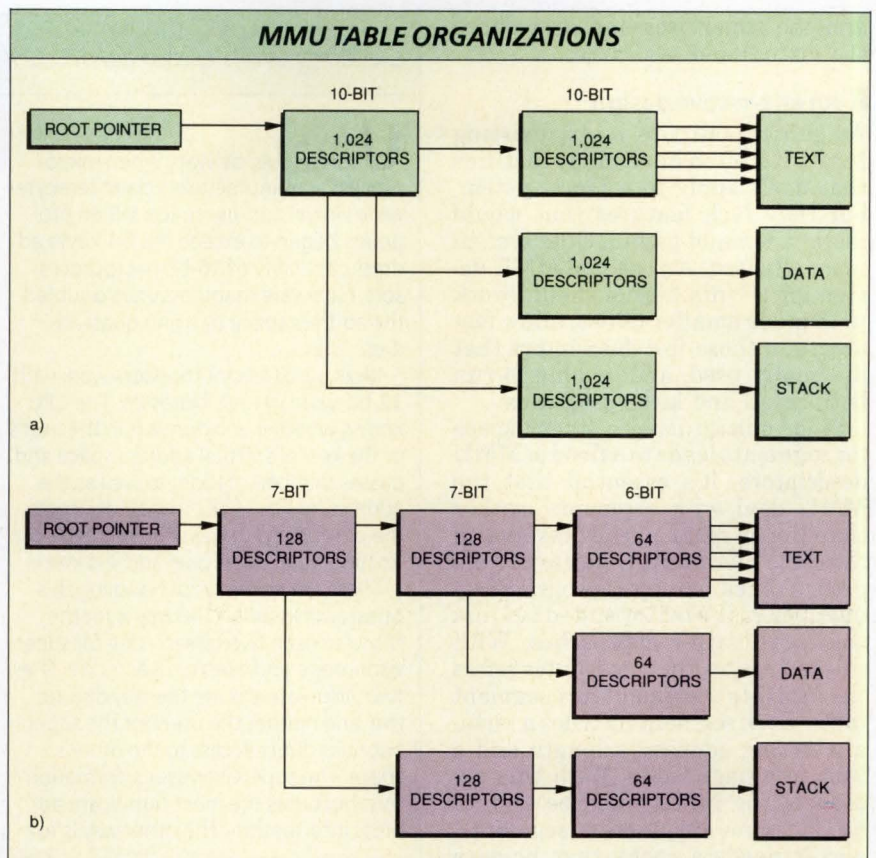 MMU TABLE ORGANIZATIONS
10-BIT
10-BIT
ROOT POINTER
1,024
DESCRIPTORS
1,024
DESCRIPTORS
TEXT
1,024
DESCRIPTORS
DATA
1,024
DESCRIPTORS
STACK
a)
7-BIT
7-BIT
6-BIT
ROOT POINTER
128
DESCRIPTORS
128
DESCRIPTORS
64
DESCRIPTORS
TEXT
64
DESCRIPTORS
DATA
128
DESCRIPTORS
64
DESCRIPTORS
STACK
b)